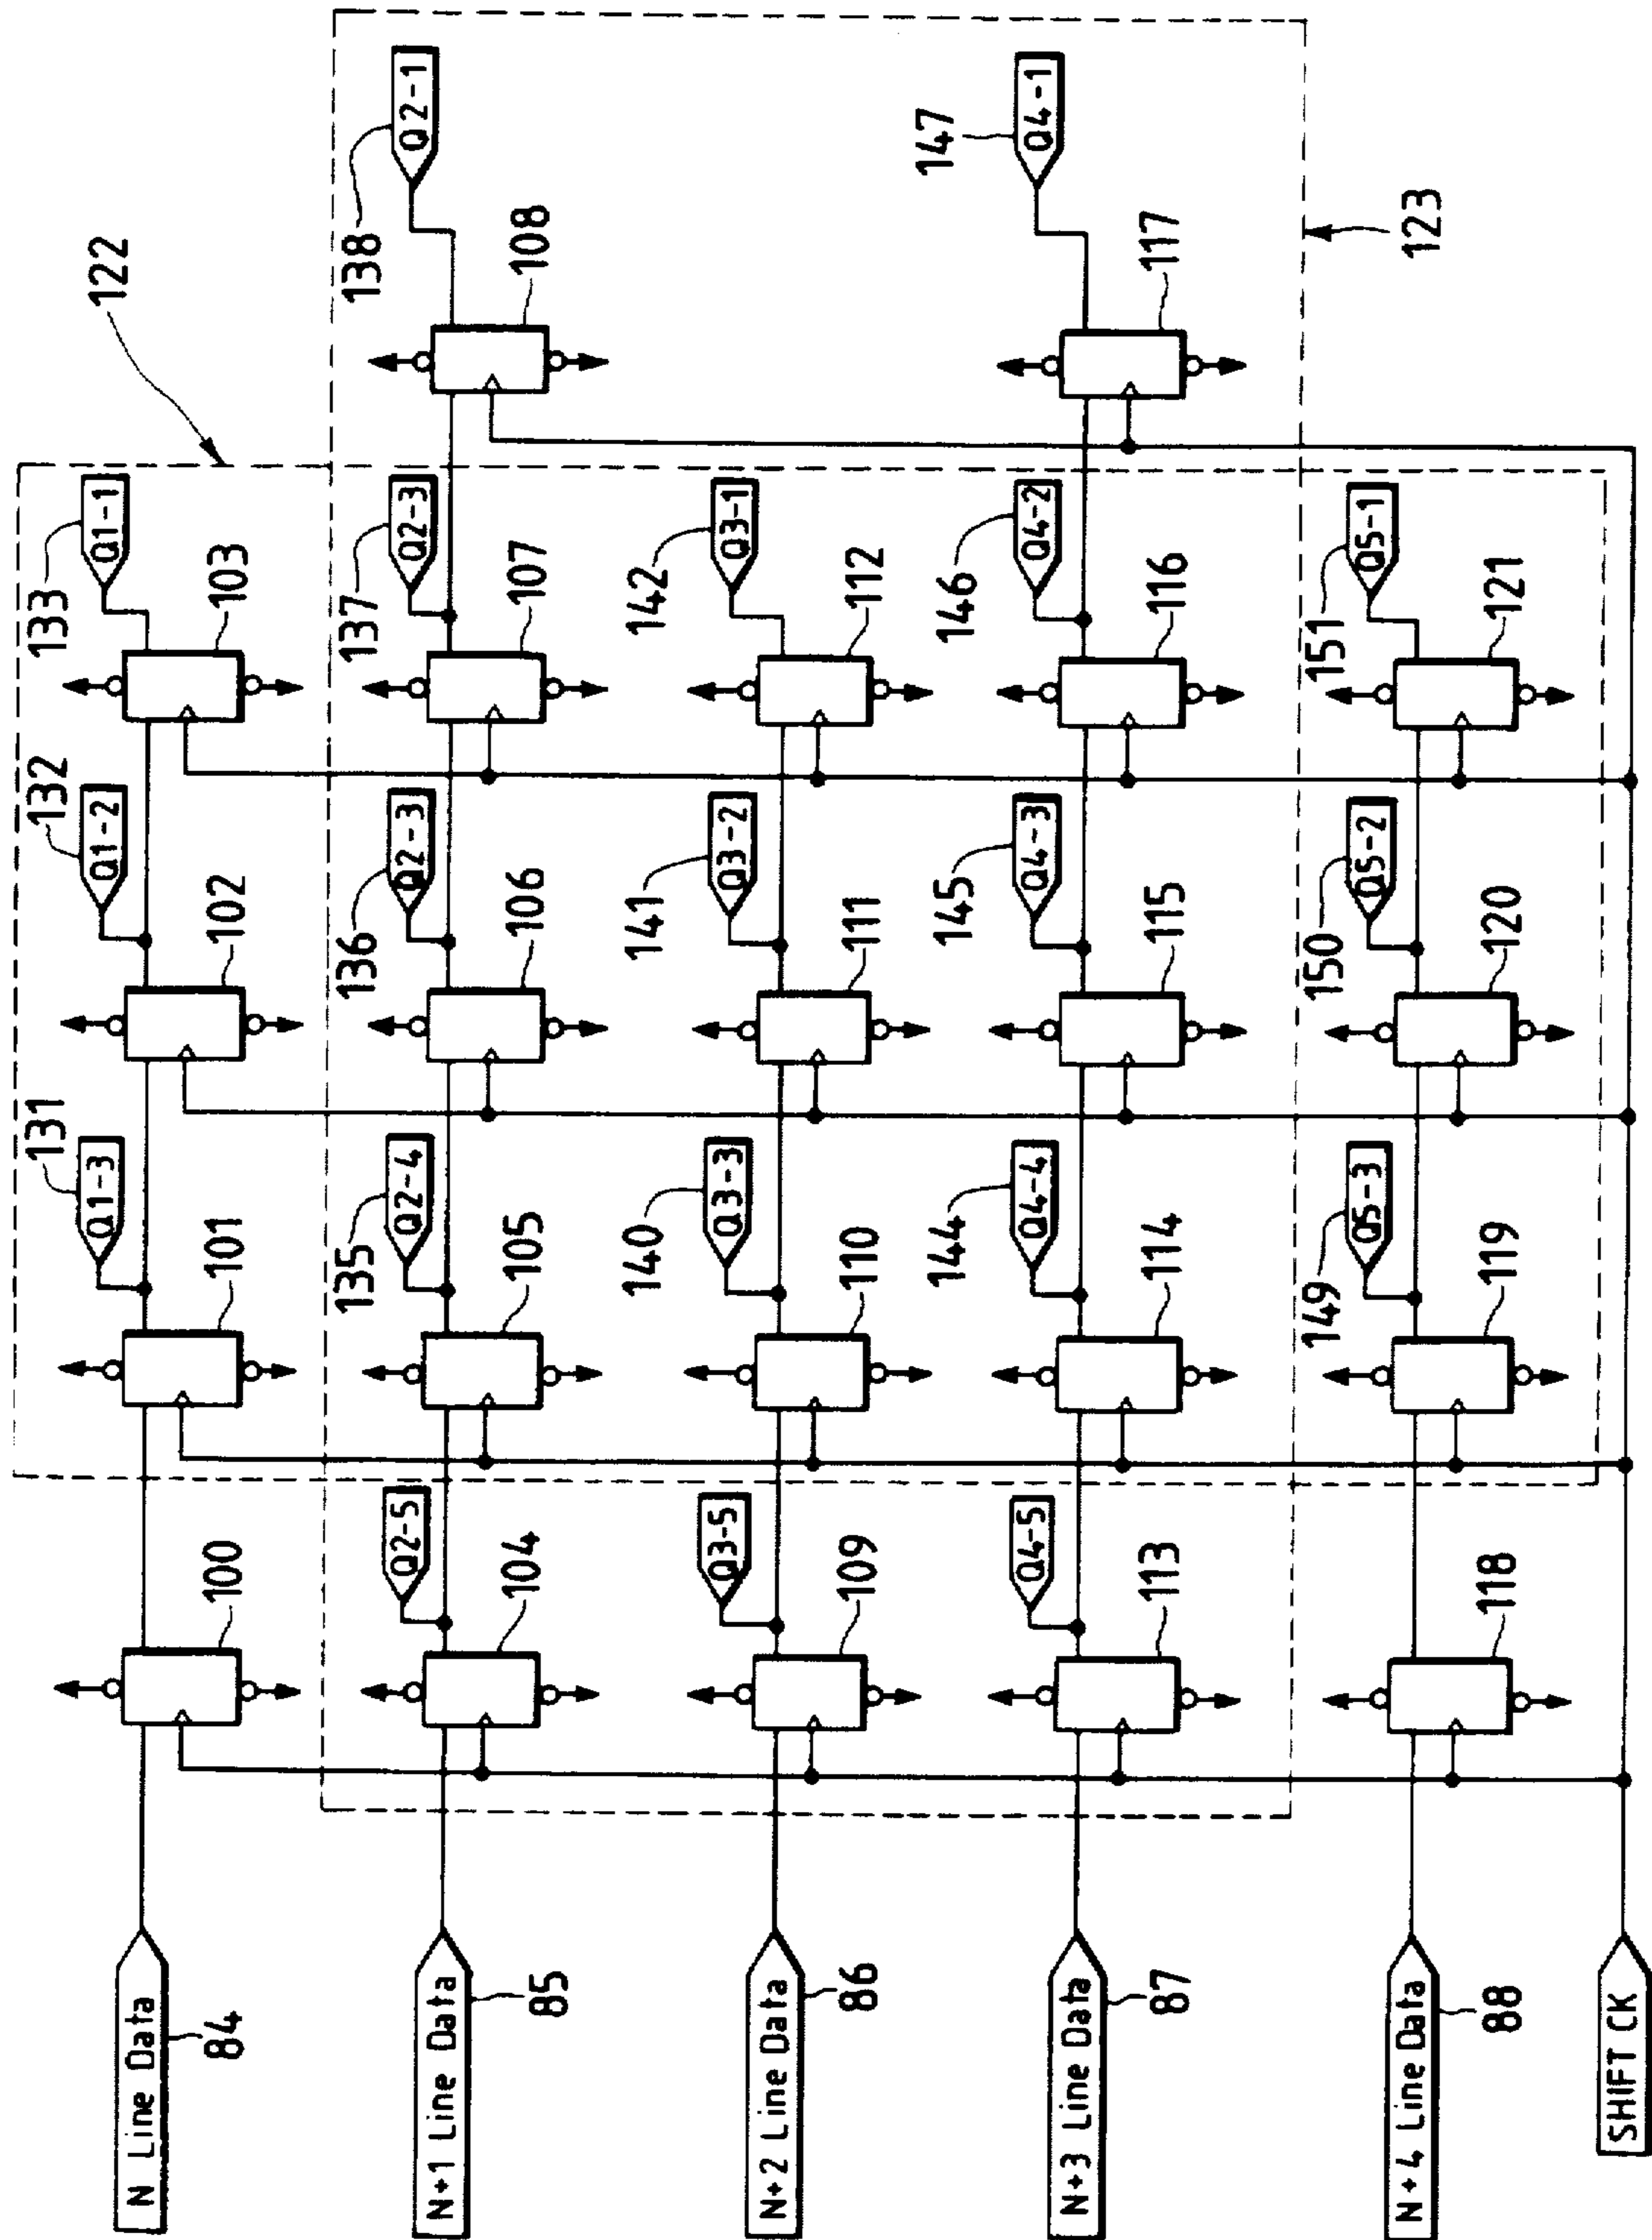 122
131
132
133
Q1-3
Q1-2
Q1-1
N Line Data
84
100
101
102
103
135
136
137
138
Q2-5
Q2-4
Q2-3
Q2-3
Q2-1
N+1 Line Data
85
104
105
106
107
108
140
141
142
Q3-5
Q3-3
Q3-2
Q3-1
N+2 Line Data
86
109
110
111
112
144
145
146
147
Q4-5
Q4-4
Q4-3
Q4-2
Q4-1
N+3 Line Data
87
113
114
115
116
117
149
150
151
Q5-3
Q5-2
Q5-1
123
N+4 Line Data
88
118
119
120
121
SHIFT CK